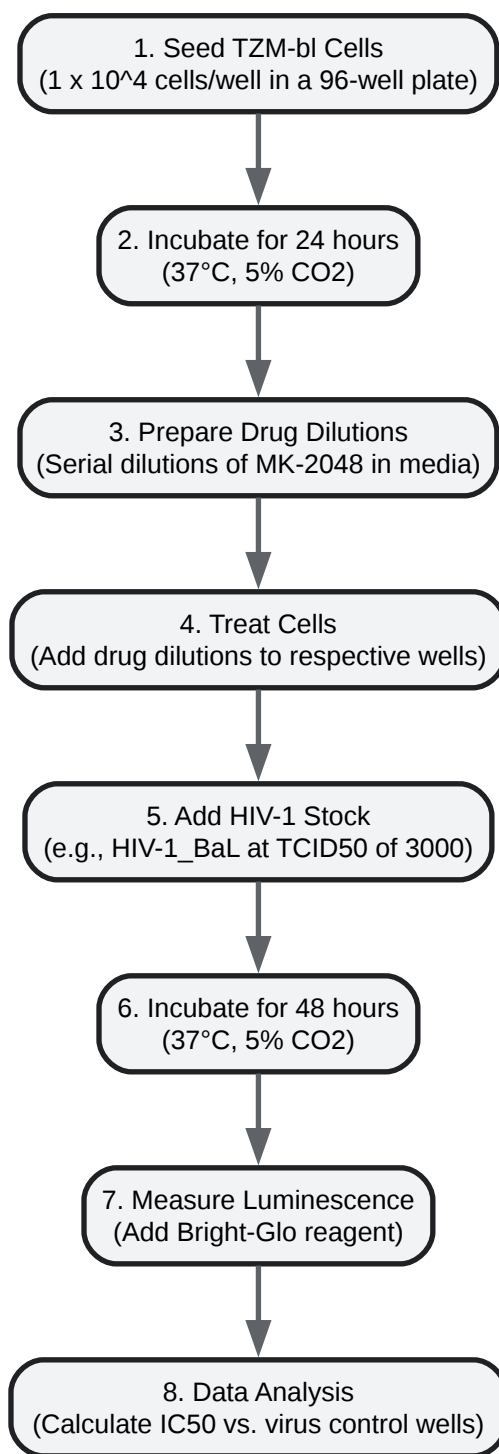 1. Seed TZM-bl Cells
(1 x 10^4 cells/well in a 96-well plate)
2. Incubate for 24 hours
(37°C, 5% CO2)
3. Prepare Drug Dilutions
(Serial dilutions of MK-2048 in media)
4. Treat Cells
(Add drug dilutions to respective wells)
5. Add HIV-1 Stock
(e.g., HIV-1_BaL at TCID50 of 3000)
6. Incubate for 48 hours
(37°C, 5% CO2)
7. Measure Luminescence
(Add Bright-Glo reagent)
8. Data Analysis
(Calculate IC50 vs. virus control wells)